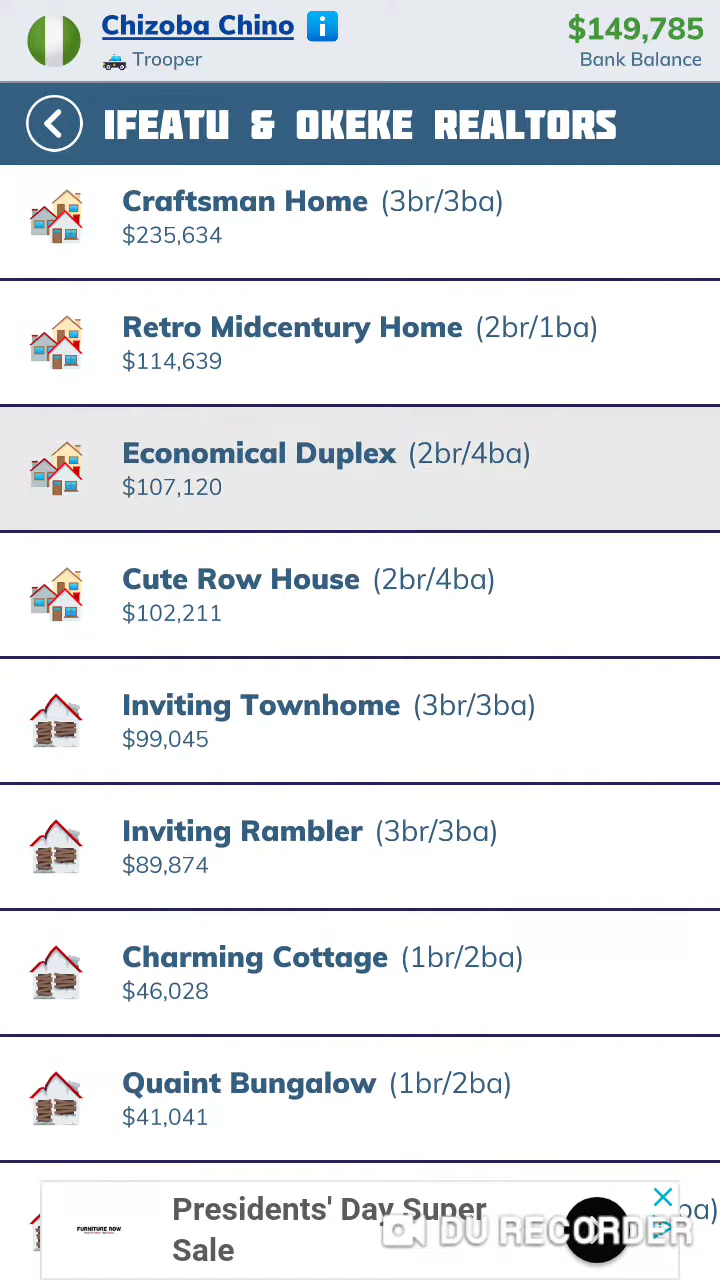 Chizoba Chino i
$149,785
Trooper
Bank Balance
IFEATU & OKEKE REALTORS
Craftsman Home (3br/3ba)
$235,634
Retro Midcentury Home (2br/1ba)
$114,639
Economical Duplex (2br/4ba)
$107,120
Cute Row House (2br/4ba)
$102,211
Inviting Townhome (3br/3ba)
$99,045
Inviting Rambler (3br/3ba)
$89,874
Charming Cottage (1br/2ba)
$46,028
Quaint Bungalow (1br/2ba)
$41,041
ba)
Presidents' Day Super
Sale
FURNITURE ROW
DU RECORDER